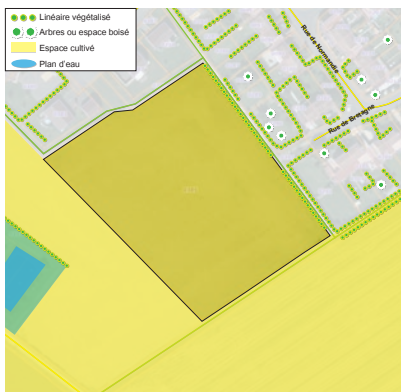 Linéaire végétalisé
Arbres ou espace boisé
Espace cultivé
Plan d'eau
Rue de Normandie
Rue de Bretagne